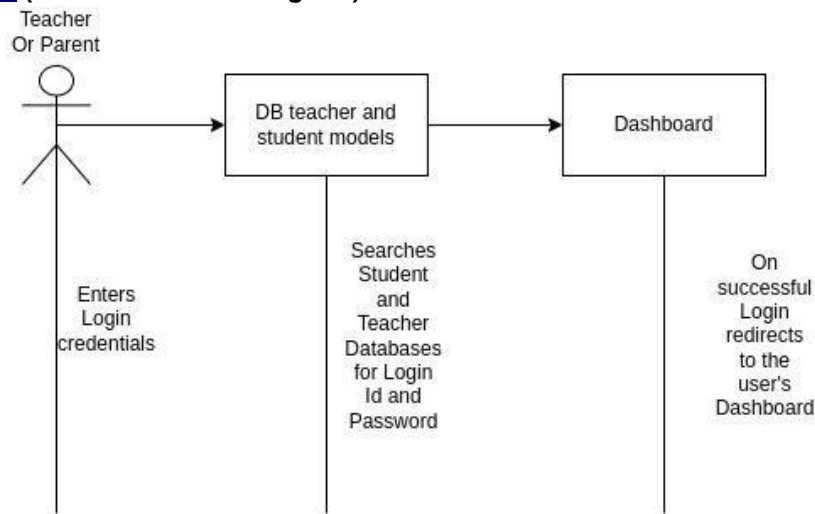 Teacher
Or Parent
DB teacher and
student models
Dashboard
Enters
Login
credentials
Searches
Student
and
Teacher
Databases
for Login
Id and
Password
On
successful
Login
redirects
to the
user's
Dashboard